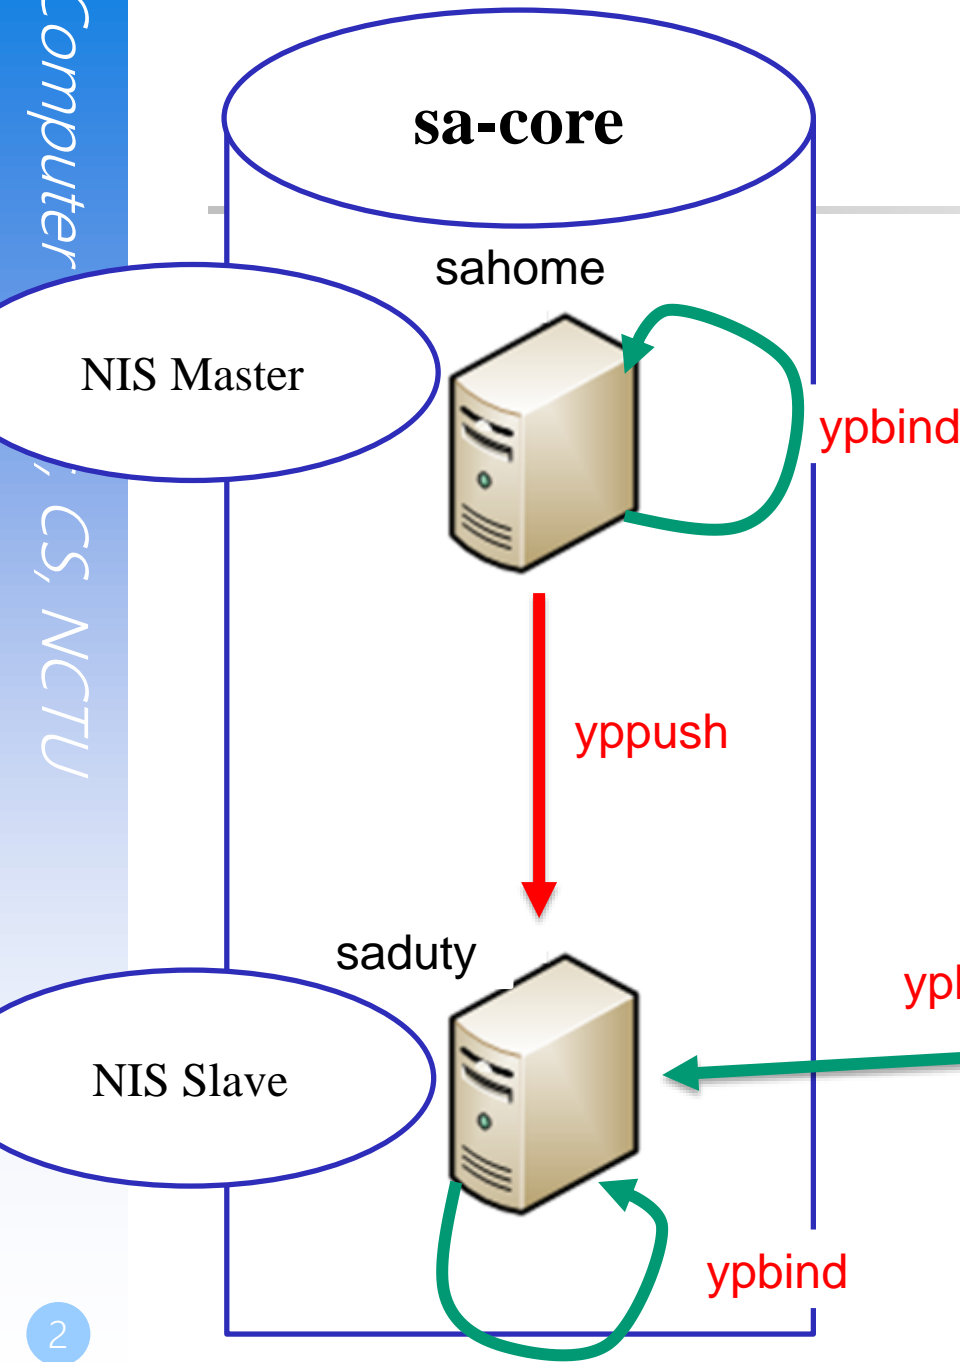 Computer
, CS, NCTU
sa-core
sahome
NIS Master
ypbind
yppush
saduty
NIS Slave
ypbind
2